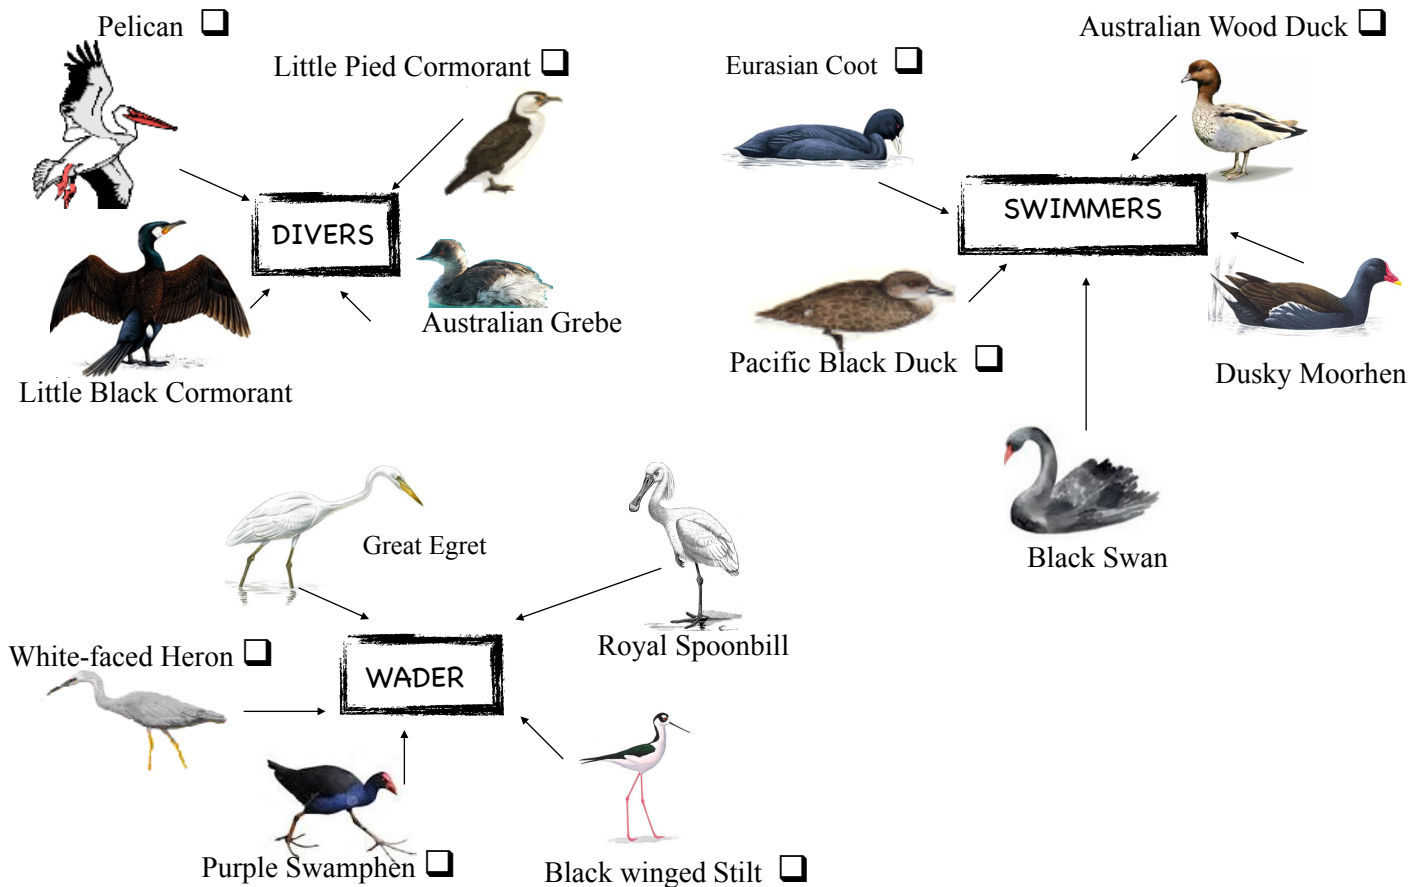 Pelican ❑
Little Pied Cormorant ❑
DIVERS
Australian Grebe
Little Black Cormorant
Eurasian Coot ❑
Australian Wood Duck ❑
SWIMMERS
Pacific Black Duck ❑
Dusky Moorhen
Black Swan
Great Egret
Royal Spoonbill
White-faced Heron ❑
WADER
Purple Swamphen ❑
Black winged Stilt ❑